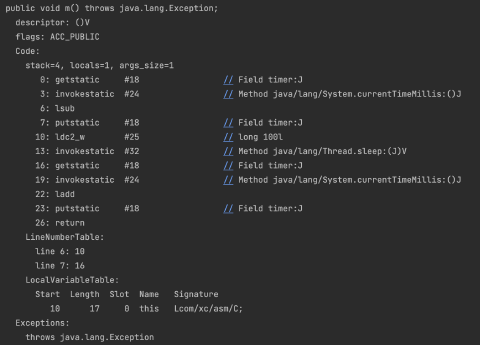 public void m() throws java.lang.Exception;
descriptor: ()V
flags: ACC_PUBLIC
Code:
stack=4, locals=1, args_size=1
0: getstatic #18 // Field timer:J
3: invokestatic #24 // Method java/lang/System.currentTimeMillis:()J
6: lsub
7: putstatic #18 // Field timer:J
10: ldc2_w #25 // long 100l
13: invokestatic #32 // Method java/lang/Thread.sleep:(J)V
16: getstatic #18 // Field timer:J
19: invokestatic #24 // Method java/lang/System.currentTimeMillis:()J
22: ladd
23: putstatic #18 // Field timer:J
26: return
LineNumberTable:
line 6: 10
line 7: 16
LocalVariableTable:
Start Length Slot Name Signature
10 17 0 this Lcom/xc/asm/C;
Exceptions:
throws java.lang.Exception